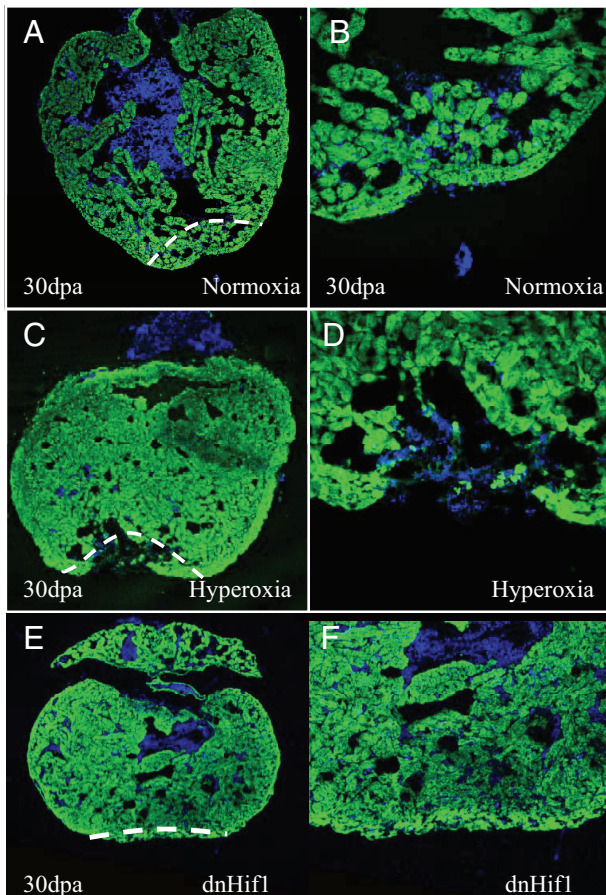 A
B
30dpa
Normoxia
30dpa
Normoxia
C
D
30dpa
Hyperoxia
Hyperoxia
E
F
30dpa
dnHif1
dnHif1